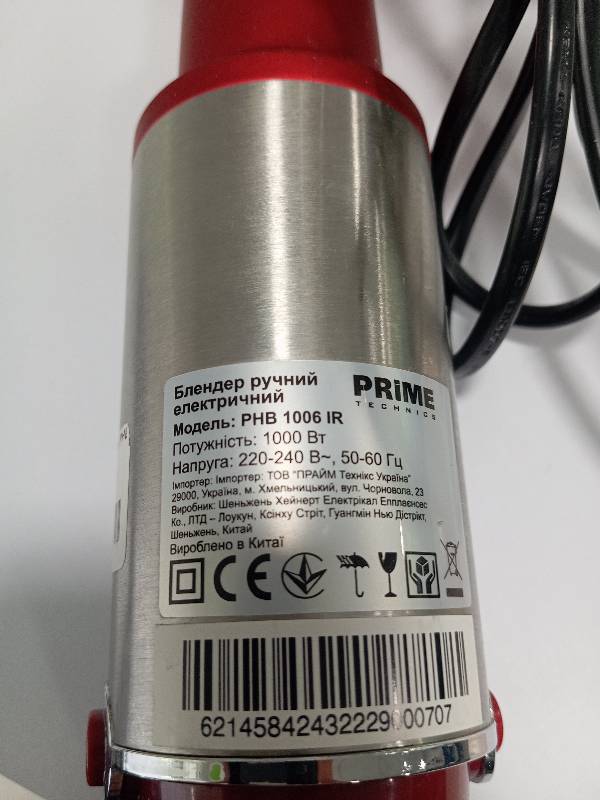 Блендер ручний
електричний
PRiME
TECHNICS
Модель: PHB 1006 IR
Потужність: 1000 Вт
Напруга: 220-240 В~, 50-60 Гц
Імпортер: Імпортер: ТОВ "ПРАЙМ Технікс Україна"
29000, Україна, м. Хмельницький, вул. Чорновола, 23
Виробник: Шеньжень Хейнерт Електрікал Епплаєнсес
Ко., ЛТД – Лоукун, Ксінху Стріт, Гуангмін Нью Дістрікт,
Шеньжень, Китай
Вироблено в Китаї
CE
62145842432229000707